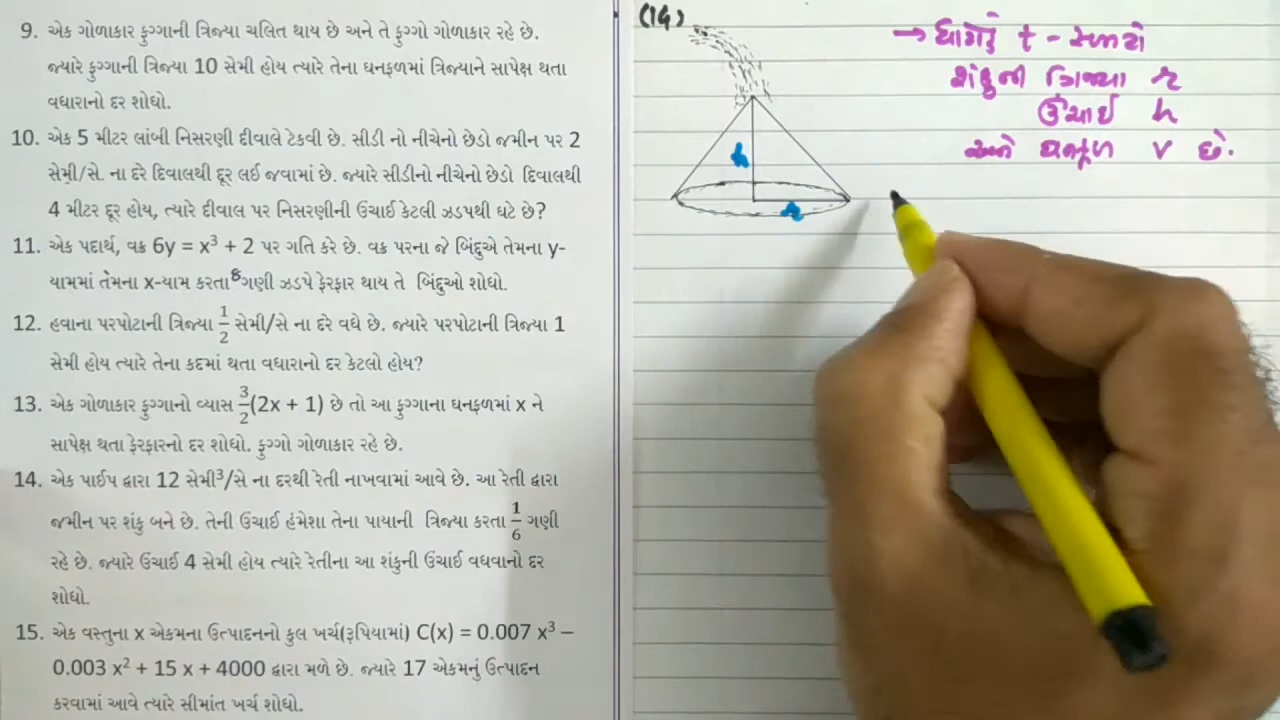 9. એક ગોળાકાર ફુગ્ગાની ત્રિજ્યા ચલિત થાય છે અને તે ફુગ્ગો ગોળાકાર રહે છે.
જ્યારે ફુગ્ગાની ત્રિજ્યા 10 સેમી હોય ત્યારે તેના ઘનફળમાં ત્રિજ્યાને સાપેક્ષ થતા
વધારાનો દર શોધો.
10. એક 5 મીટર લાંબી નિસરણી દીવાલે ટેકવી છે. સીડી નો નીચેનો છેડો જમીન પર 2
સેમી/સે. ના દરે દિવાલથી દૂર લઈ જવામાં છે. જ્યારે સીડીનો નીચેનો છેડો દિવાલથી
4 મીટર દૂર હોય, ત્યારે દીવાલ પર નિસરણીની ઉંચાઈ કેટલી ઝડપથી ઘટે છે?
11. એક પદાર્થ, વક્ર 6y = x³ + 2 પર ગતિ કરે છે. વક્ર પરના જે બિંદુએ તેમના y-
યામમાં તેમના x-યામ કરતા 8 ગણી ઝડપે ફેરફાર થાય તે બિંદુઓ શોધો.
12. હવાના પરપોટાની ત્રિજ્યા 1/2 સેમી/સે ના દરે વધે છે. જ્યારે પરપોટાની ત્રિજ્યા 1
સેમી હોય ત્યારે તેના કદમાં થતા વધારાનો દર કેટલો હોય?
13. એક ગોળાકાર ફુગ્ગાનો વ્યાસ 3/2(2x + 1) છે તો આ ફુગ્ગાના ઘનફળમાં x ને
સાપેક્ષ થતા ફેરફારનો દર શોધો. ફુગ્ગો ગોળાકાર રહે છે.
14. એક પાઈપ દ્વારા 12 સેમી³/સે ના દરથી રેતી નાખવામાં આવે છે. આ રેતી દ્વારા
જમીન પર શંકુ બને છે. તેની ઉંચાઈ હંમેશા તેના પાયાની ત્રિજ્યા કરતા 1/6 ગણી
રહે છે. જ્યારે ઉંચાઈ 4 સેમી હોય ત્યારે રેતીના આ શંકુની ઉંચાઈ વધવાનો દર
શોધો.
15. એક વસ્તુના x એકમના ઉત્પાદનનો કુલ ખર્ચ(રૂપિયામાં) C(x) = 0.007 x³ –
0.003 x² + 15 x + 4000 દ્વારા મળે છે. જ્યારે 17 એકમનું ઉત્પાદન
કરવામાં આવે ત્યારે સીમાંત ખર્ચ શોધો.
(14)
h
r
→ ધારોકે t - સમયે
શંકુની ત્રિજ્યા r
ઉંચાઈ h
અને ઘનફળ v છે.